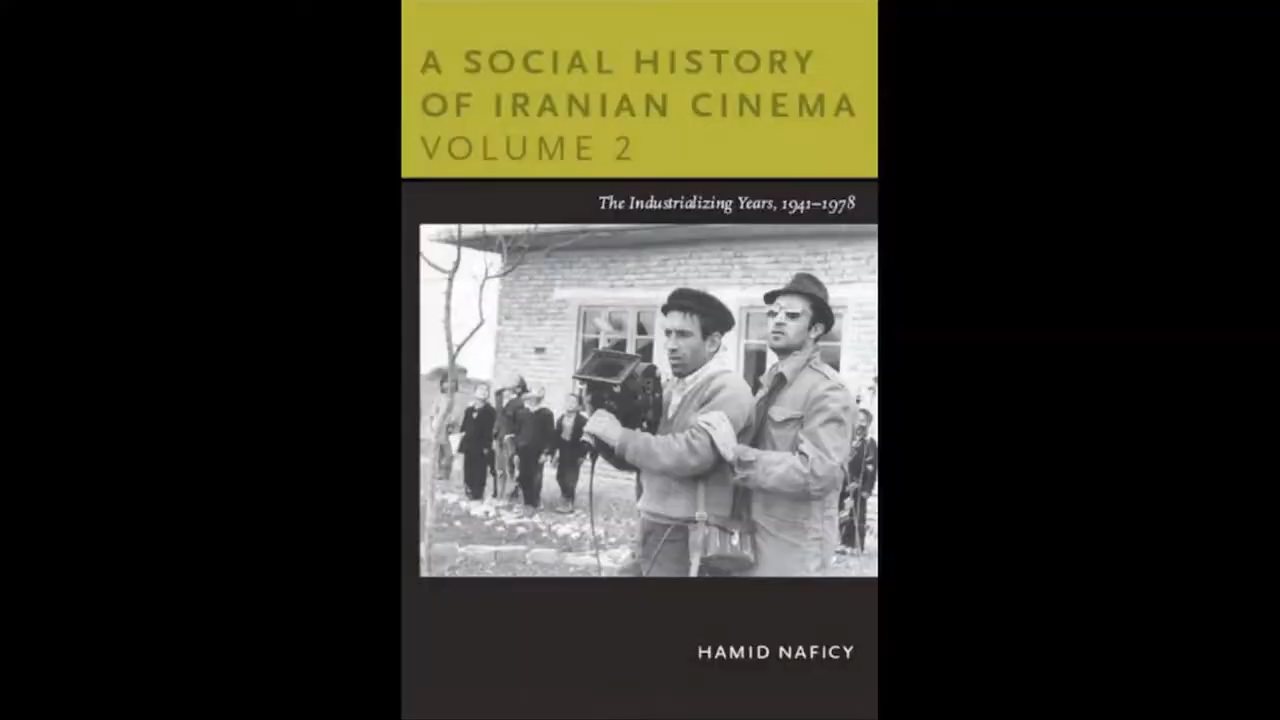 A SOCIAL HISTORY
OF IRANIAN CINEMA
VOLUME 2
The Industrializing Years, 1941–1978
HAMID NAFICY